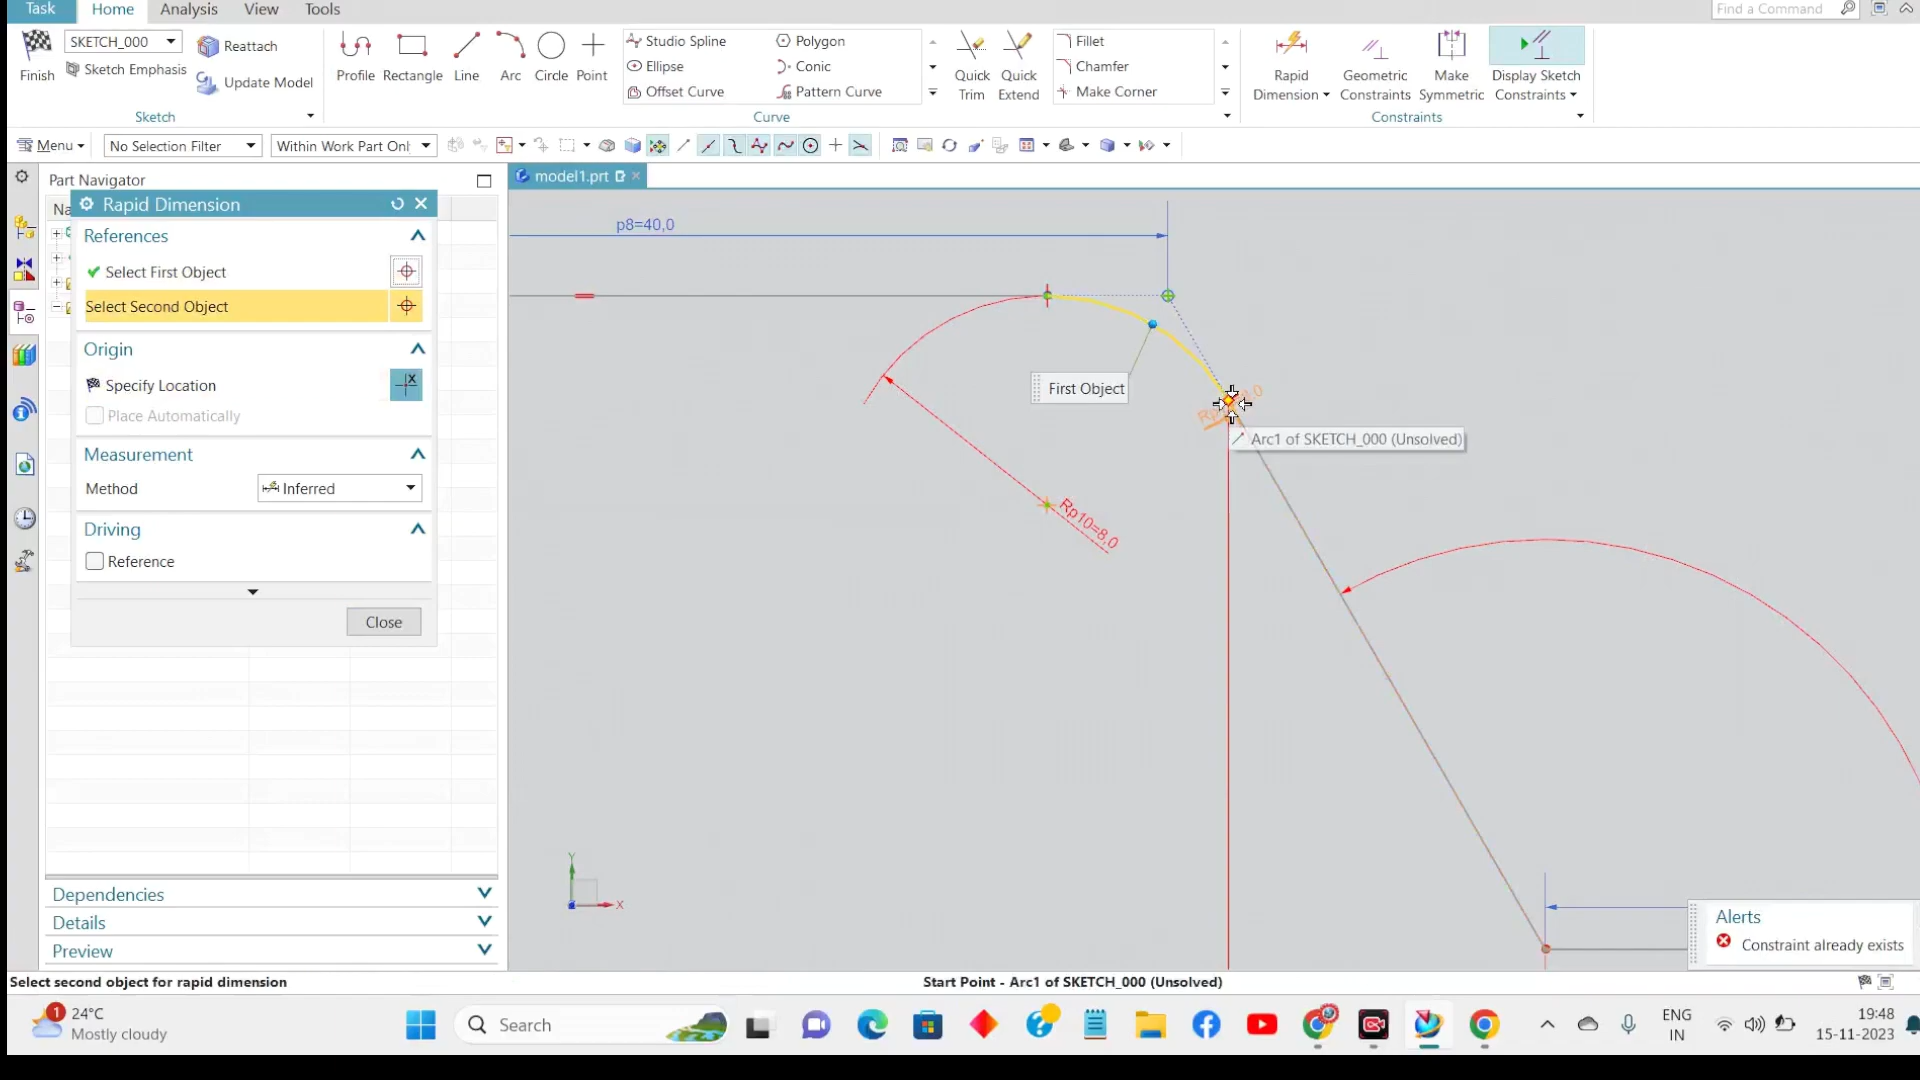 Task
Home
Analysis
View
Tools
Find a Command
Finish
SKETCH_000
Sketch Emphasis
Reattach
Update Model
Sketch
Profile
Rectangle
Line
Arc
Circle
Point
Studio Spline
Ellipse
Offset Curve
Polygon
Conic
Pattern Curve
Quick Trim
Quick Extend
Fillet
Chamfer
Make Corner
Curve
Rapid Dimension
Geometric Constraints
Make Symmetric
Display Sketch Constraints
Constraints
Menu
No Selection Filter
Within Work Part Onl
Part Navigator
model1.prt
Na
Rapid Dimension
References
Select First Object
Select Second Object
Origin
Specify Location
Place Automatically
Measurement
Method
Inferred
Driving
Reference
Close
Dependencies
Details
Preview
p8=40,0
First Object
Arc1 of SKETCH_000 (Unsolved)
Rp10=8,0
Y
X
Alerts
Constraint already exists
Select second object for rapid dimension
Start Point - Arc1 of SKETCH_000 (Unsolved)
1
24°C
Mostly cloudy
Search
ENG
IN
19:48
15-11-2023